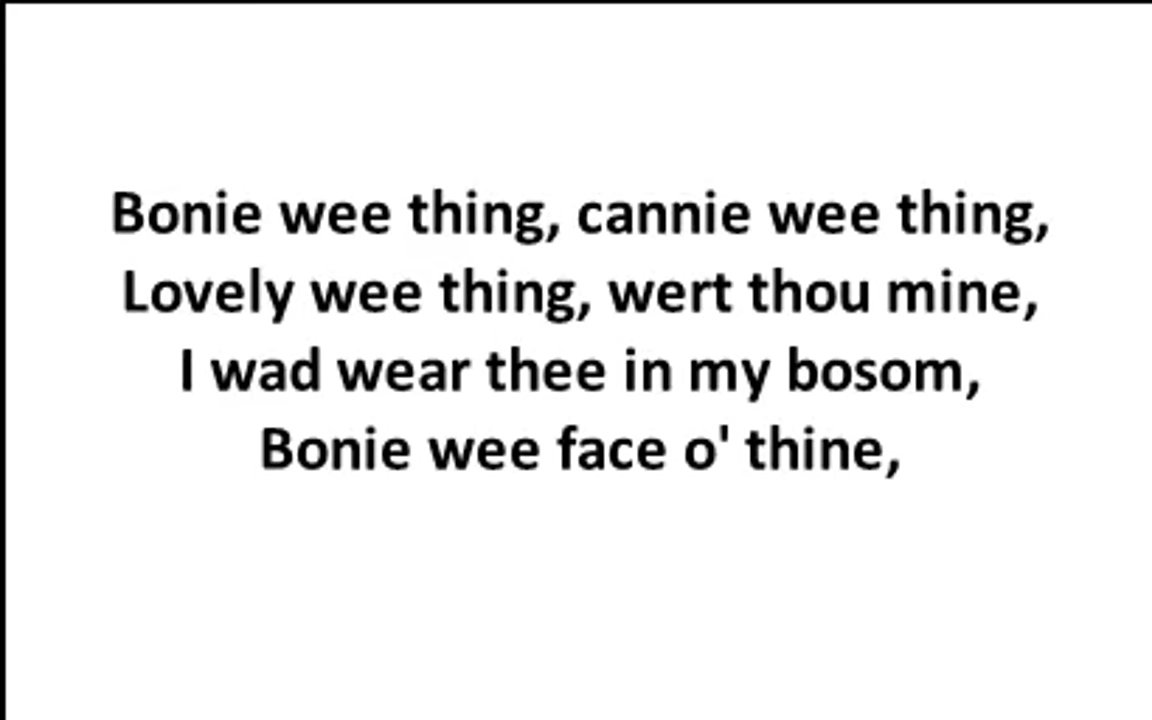 Bonie wee thing, cannie wee thing,
Lovely wee thing, wert thou mine,
I wad wear thee in my bosom,
Bonie wee face o' thine,